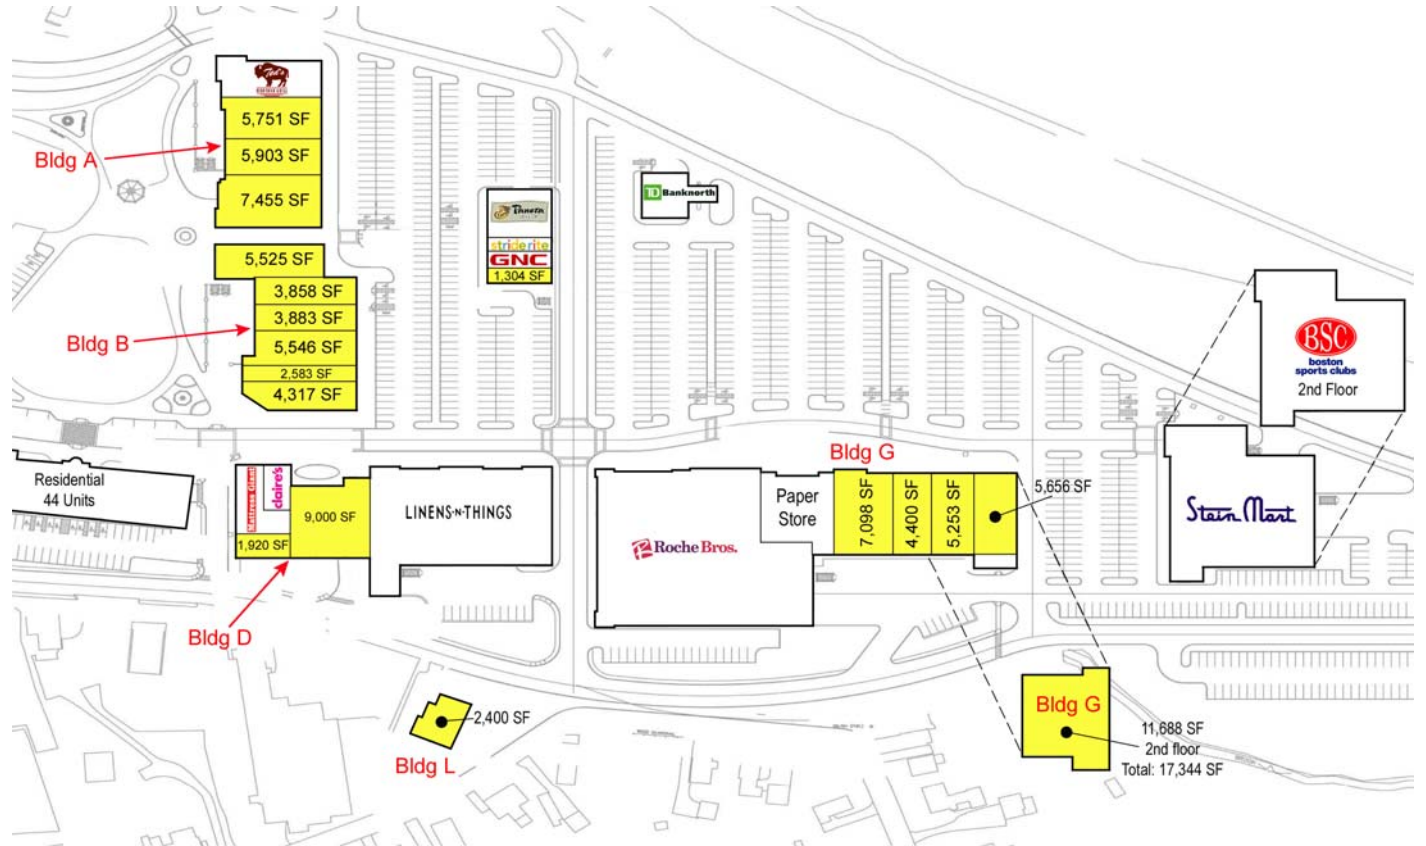 Ted's
5,751 SF
5,903 SF
7,455 SF
Bldg A
5,525 SF
3,858 SF
3,883 SF
5,546 SF
2,583 SF
4,317 SF
Bldg B
Panera
stride rite
GNC
1,304 SF
TD Banknorth
BSC
boston
sports clubs
2nd Floor
Stein Mart
Residential
44 Units
Mattress Giant
claire's
1,920 SF
9,000 SF
Bldg D
LINENS-N-THINGS
Roche Bros.
Paper
Store
Bldg G
7,098 SF
4,400 SF
5,253 SF
5,656 SF
Bldg G
11,688 SF
2nd floor
Total: 17,344 SF
2,400 SF
Bldg L